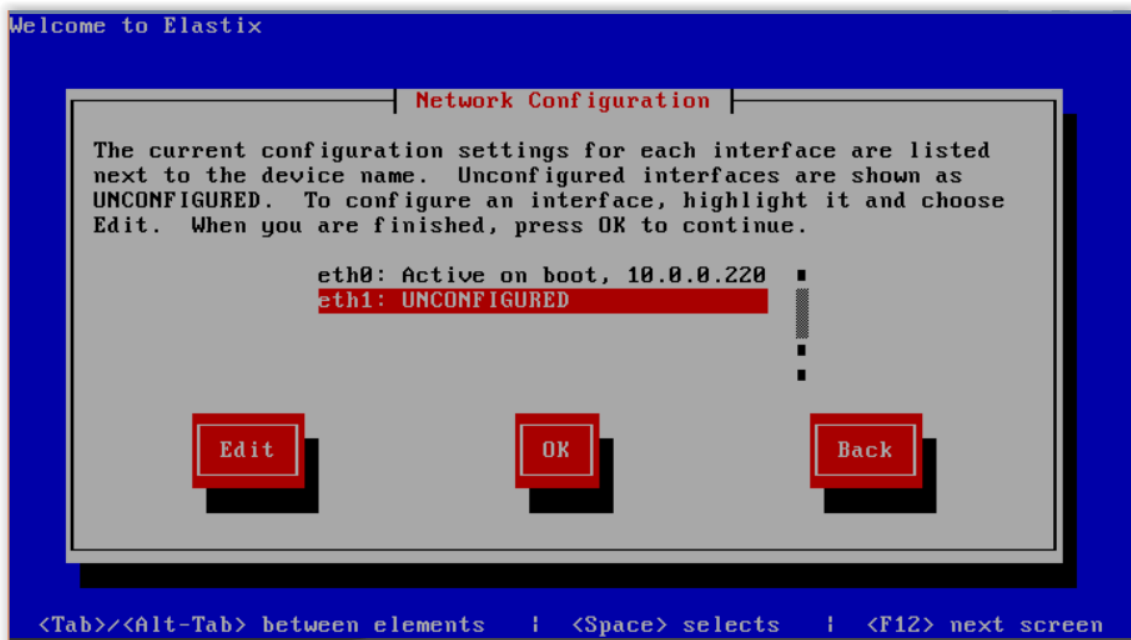 Welcome to Elastix
Network Configuration
The current configuration settings for each interface are listed
next to the device name.  Unconfigured interfaces are shown as
UNCONFIGURED.  To configure an interface, highlight it and choose
Edit.  When you are finished, press OK to continue.
eth0: Active on boot, 10.0.0.220
eth1: UNCONFIGURED
Edit OK Back
<Tab>/<Alt-Tab> between elements | <Space> selects | <F12> next screen